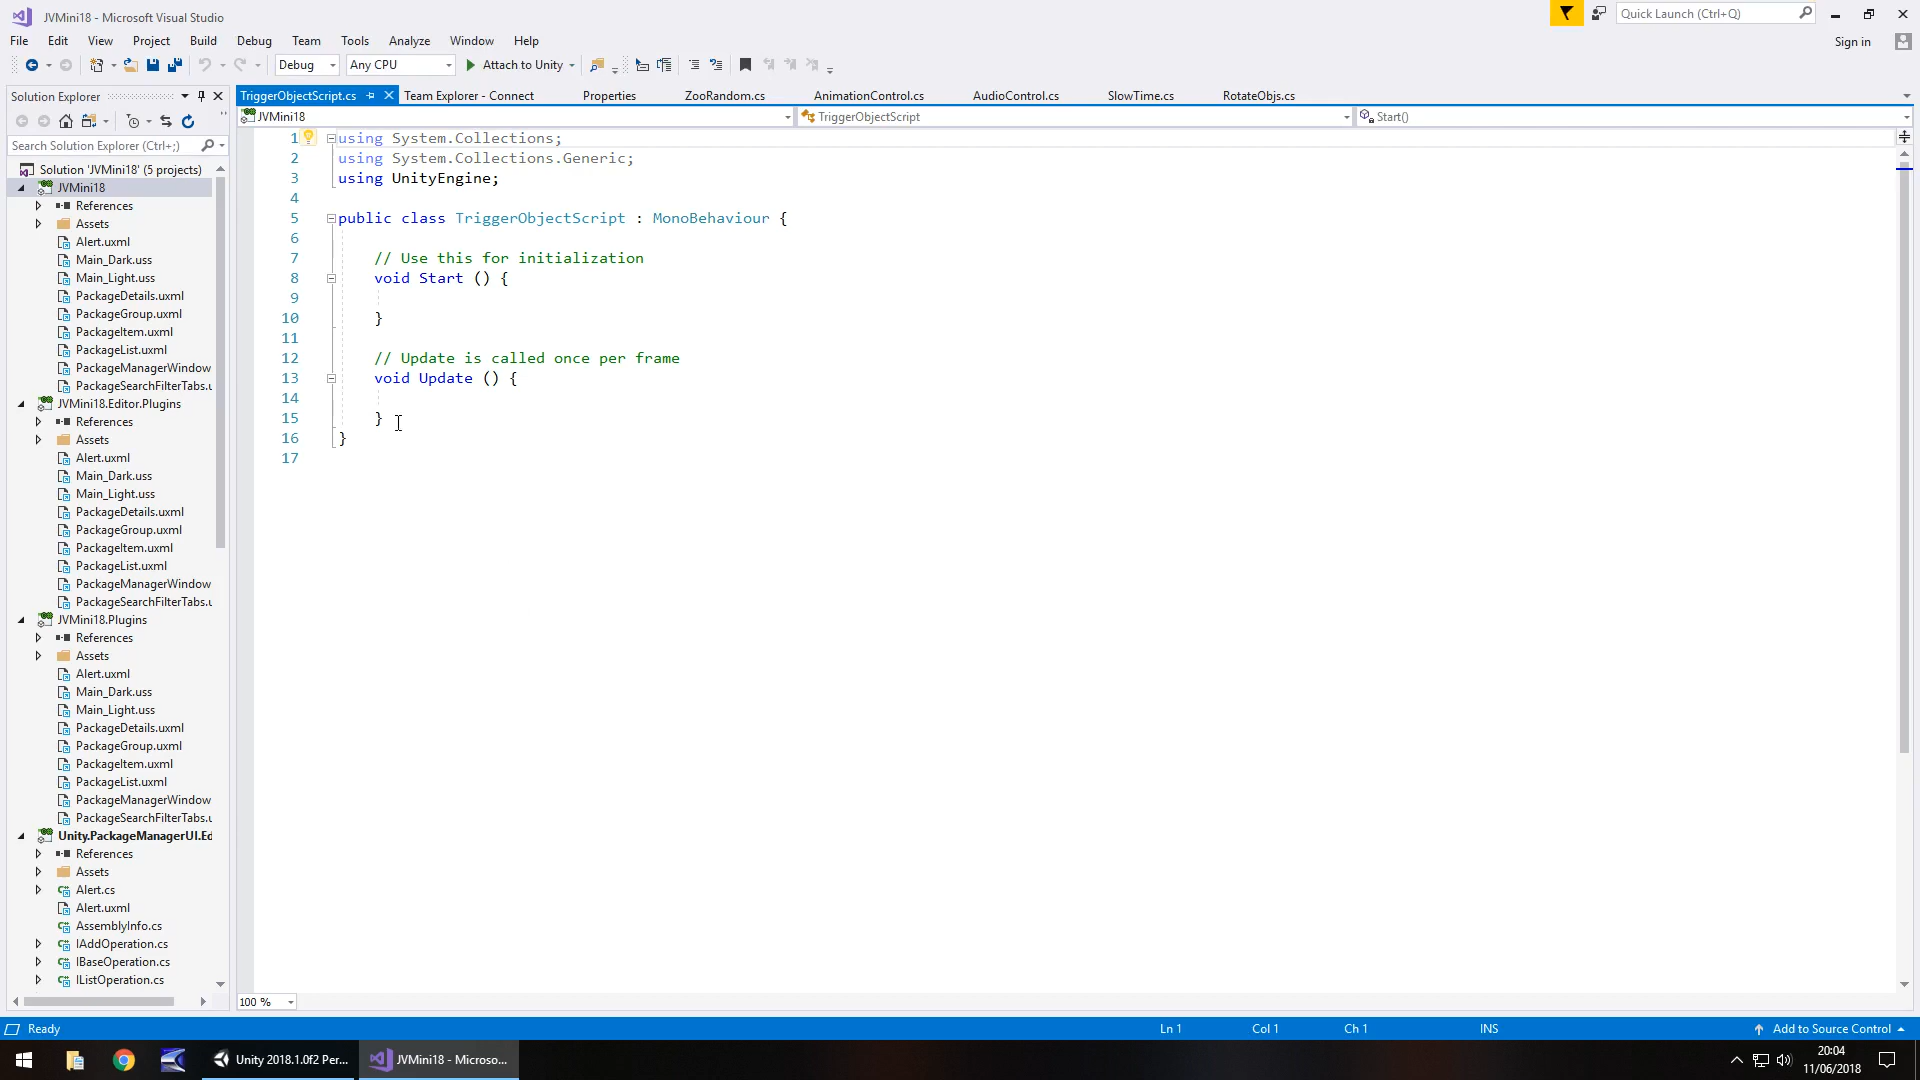 JVMini18 - Microsoft Visual Studio
Quick Launch (Ctrl+Q)
File Edit View Project Build Debug Team Tools Analyze Window Help
Sign in
Debug Any CPU Attach to Unity
Solution Explorer
TriggerObjectScript.cs Team Explorer - Connect Properties ZooRandom.cs AnimationControl.cs AudioControl.cs SlowTime.cs RotateObjs.cs
JVMini18 TriggerObjectScript Start()
Search Solution Explorer (Ctrl+;)
Solution 'JVMini18' (5 projects)
JVMini18
References
Assets
Alert.uxml
Main_Dark.uss
Main_Light.uss
PackageDetails.uxml
PackageGroup.uxml
PackageItem.uxml
PackageList.uxml
PackageManagerWindow
PackageSearchFilterTabs.u
JVMini18.Editor.Plugins
References
Assets
Alert.uxml
Main_Dark.uss
Main_Light.uss
PackageDetails.uxml
PackageGroup.uxml
PackageItem.uxml
PackageList.uxml
PackageManagerWindow
PackageSearchFilterTabs.u
JVMini18.Plugins
References
Assets
Alert.uxml
Main_Dark.uss
Main_Light.uss
PackageDetails.uxml
PackageGroup.uxml
PackageItem.uxml
PackageList.uxml
PackageManagerWindow
PackageSearchFilterTabs.u
Unity.PackageManagerUI.Ed
References
Assets
Alert.cs
Alert.uxml
AssemblyInfo.cs
IAddOperation.cs
IBaseOperation.cs
IListOperation.cs
1 using System.Collections;
2 using System.Collections.Generic;
3 using UnityEngine;
4
5 public class TriggerObjectScript : MonoBehaviour {
6
7 // Use this for initialization
8 void Start () {
9
10 }
11
12 // Update is called once per frame
13 void Update () {
14
15 }
16 }
17
100 %
Ready Ln 1 Col 1 Ch 1 INS Add to Source Control
Unity 2018.1.0f2 Per... JVMini18 - Microso...
20:04
11/06/2018